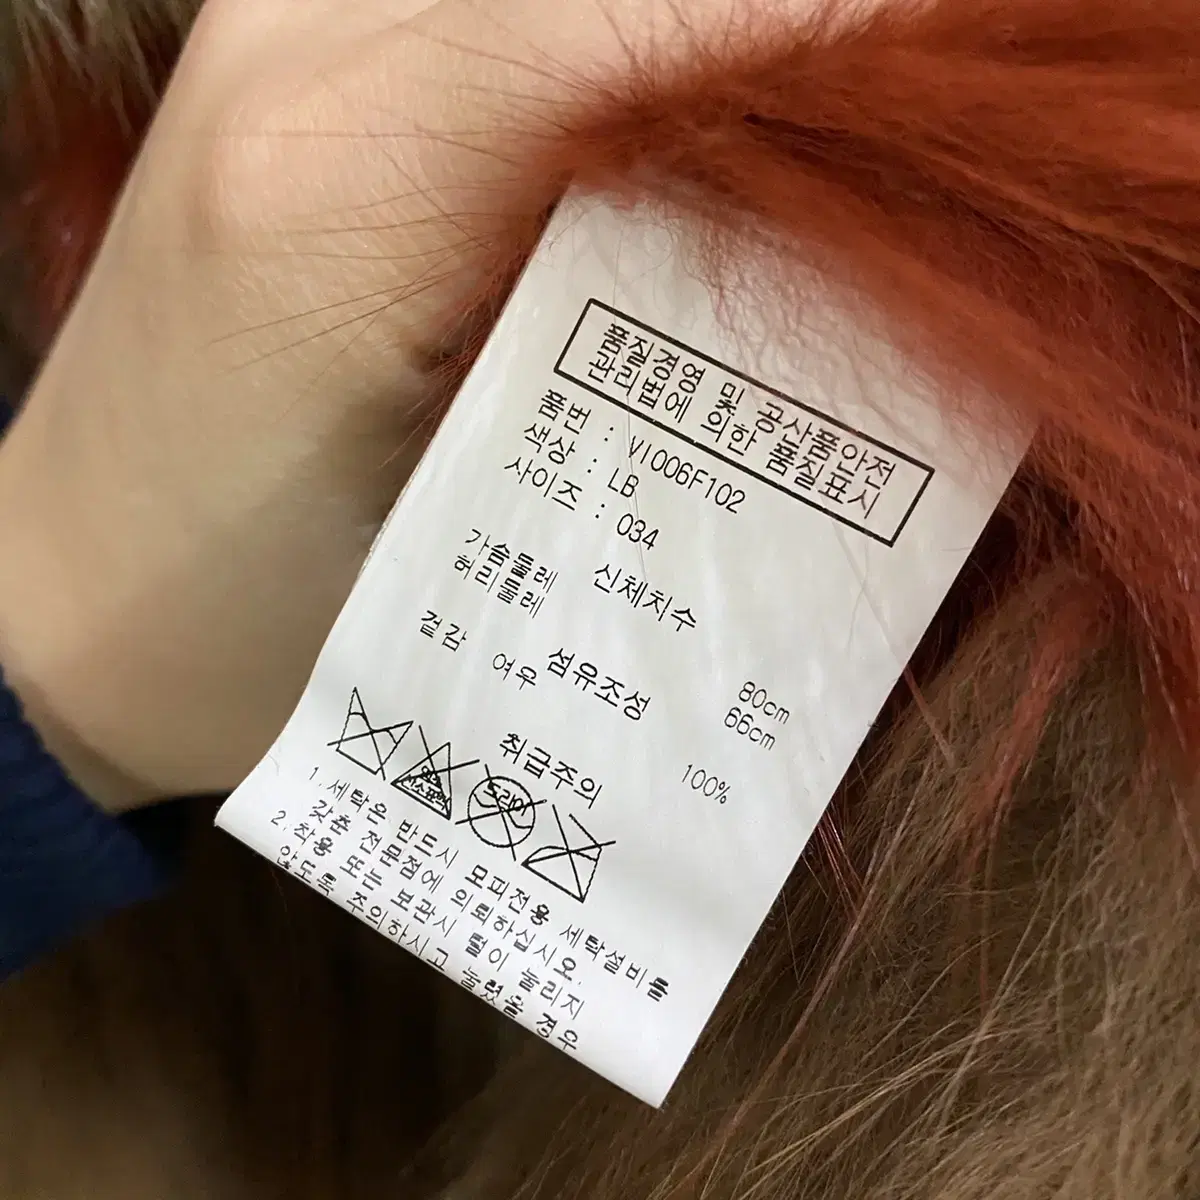 품질경영 및 공산품안전
관리법에 의한 품질표시
품번 : VI006F102
색상 : LB
사이즈 : 034
신체치수
가슴둘레 80cm
허리둘레 66cm
섬유조성
겉감 여우 100%
취급주의
드라이
1.세탁은 반드시 모피전용 세탁설비를
갖춘 전문점에 의뢰하십시오.
2.착용 또는 보관시 털이 눌리지
않도록 주의하시고 눌렸을 경우